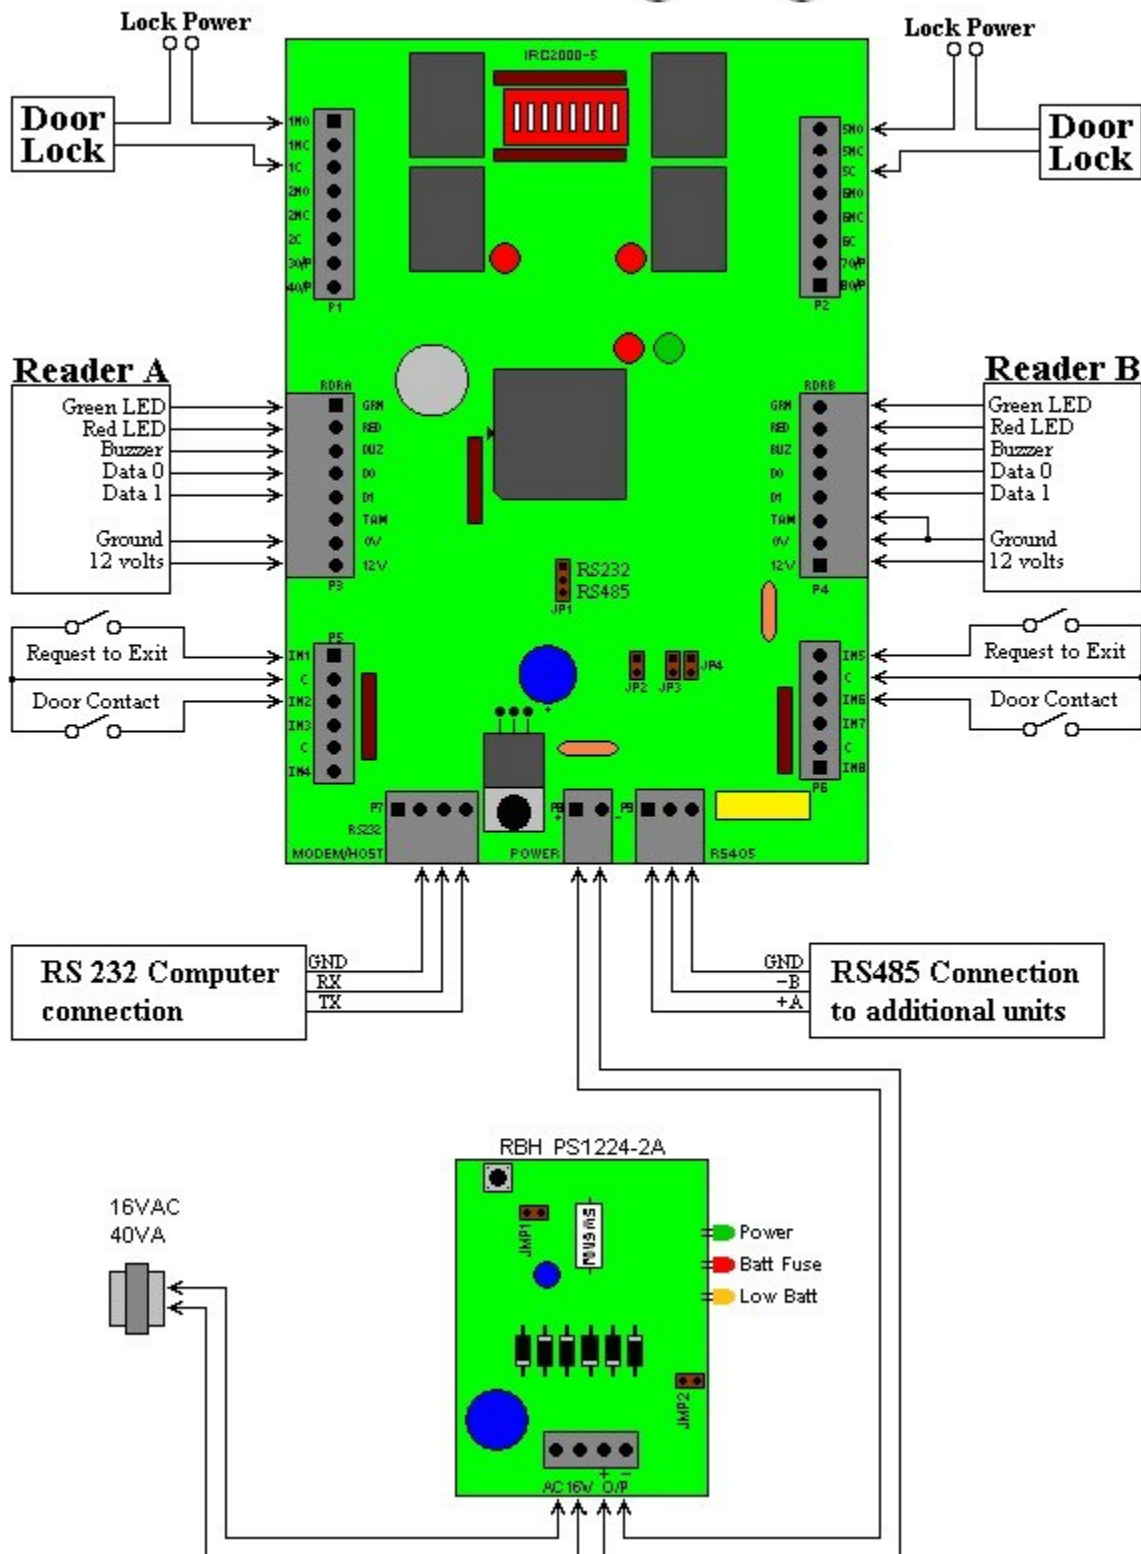 Lock Power
Lock Power
IRC2000-S
Door
Lock
Door
Lock
1NO
1NC
1C
2NO
2NC
2C
3O/P
4O/P
P1
5NO
5NC
5C
6NO
6NC
6C
7O/P
8O/P
P2
Reader A
Green LED
Red LED
Buzzer
Data 0
Data 1
Ground
12 volts
RDRA
GRN
RED
BUZ
D0
D1
TAM
0V
12V
P3
Reader B
Green LED
Red LED
Buzzer
Data 0
Data 1
Ground
12 volts
RDRB
GRN
RED
BUZ
D0
D1
TAM
0V
12V
P4
RS232
RS485
JP1
Request to Exit
Door Contact
P5
IN1
C
IN2
IN3
C
IN4
JP2
JP3
JP4
Request to Exit
Door Contact
IN5
C
IN6
IN7
C
IN8
P6
P7
RS232
MODEM/HOST
P8
+
-
POWER
P9
RS485
RS 232 Computer
connection
GND
RX
TX
GND
-B
+A
RS485 Connection
to additional units
RBH PS1224-2A
16VAC
40VA
JMP1
Power
Batt Fuse
Low Batt
JMP2
+ -
AC16V O/P